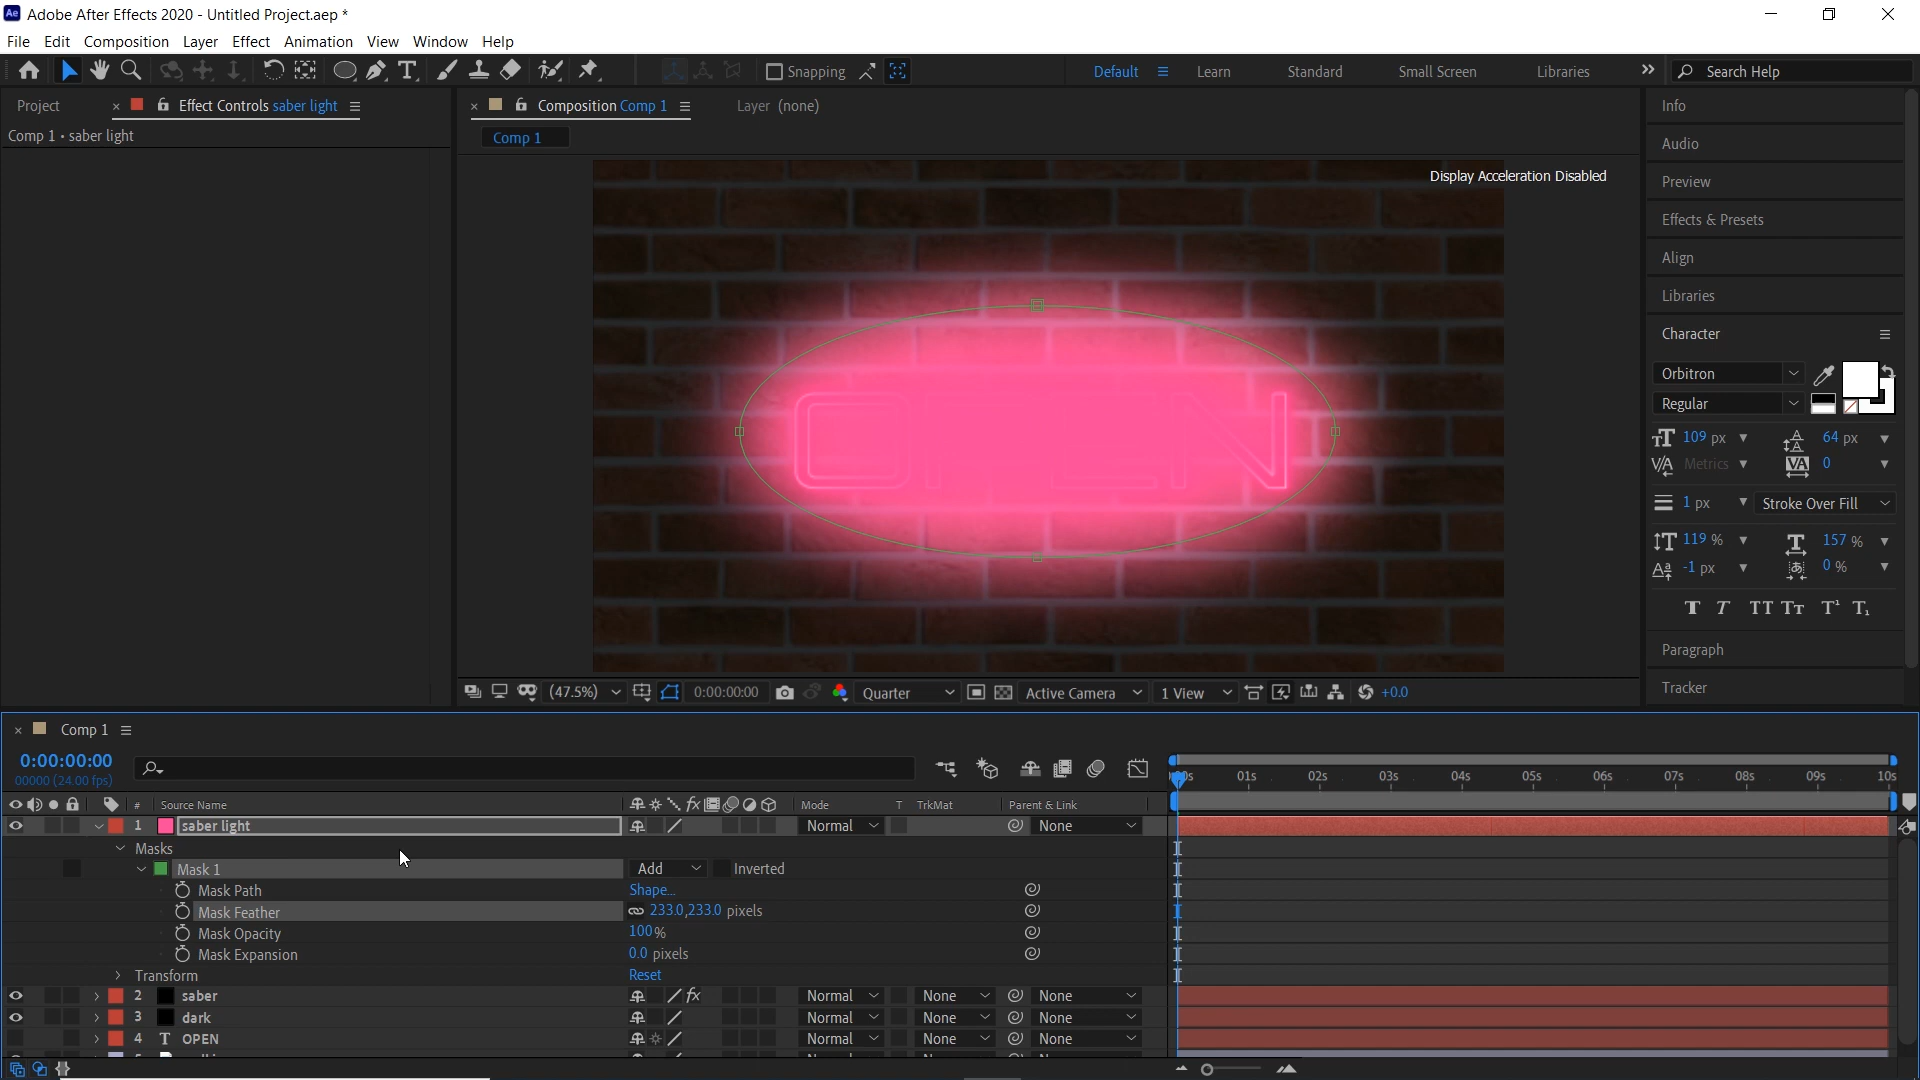 Ae Adobe After Effects 2020 - Untitled Project.aep *
File Edit Composition Layer Effect Animation View Window Help
Snapping Default Learn Standard Small Screen Libraries Search Help
Project Effect Controls saber light
Comp 1 • saber light
Composition Comp 1 Layer (none)
Comp 1
Display Acceleration Disabled
OPEN
(47.5%) 0:00:00:00 Quarter Active Camera 1 View +0.0
Info
Audio
Preview
Effects & Presets
Align
Libraries
Character
Orbitron
Regular
109 px 64 px
Metrics 0
1 px Stroke Over Fill
119 % 157 %
-1 px 0 %
T T TT Tt T¹ T₁
Paragraph
Tracker
Comp 1
0:00:00:00
00000 (24.00 fps)
00s 01s 02s 03s 04s 05s 06s 07s 08s 09s 10s
# Source Name Mode T TrkMat Parent & Link
1 saber light Normal None
Masks
Mask 1 Add Inverted
Mask Path Shape...
Mask Feather 233.0,233.0 pixels
Mask Opacity 100%
Mask Expansion 0.0 pixels
Transform Reset
2 saber Normal None None
3 dark Normal None None
4 T OPEN Normal None None